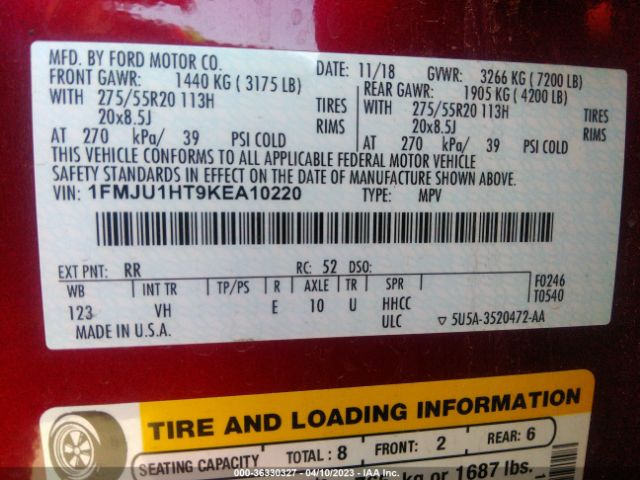 MFD. BY FORD MOTOR CO.
DATE: 11/18 GVWR: 3266 KG (7200 LB)
FRONT GAWR: 1440 KG (3175 LB)
REAR GAWR: 1905 KG (4200 LB)
WITH 275/55R20 113H TIRES
WITH 275/55R20 113H TIRES
20x8.5J RIMS
20x8.5J RIMS
AT 270 kPa/ 39 PSI COLD
AT 270 kPa/ 39 PSI COLD
THIS VEHICLE CONFORMS TO ALL APPLICABLE FEDERAL MOTOR VEHICLE
SAFETY STANDARDS IN EFFECT ON THE DATE OF MANUFACTURE SHOWN ABOVE.
VIN: 1FMJU1HT9KEA10220 TYPE: MPV
EXT PNT: RR RC: 52 DSO:
WB INT TR TP/PS R AXLE TR SPR F0246
123 VH E 10 U HHCC T0540
ULC ▽ 5U5A-3520472-AA
MADE IN U.S.A.
TIRE AND LOADING INFORMATION
SEATING CAPACITY TOTAL: 8 FRONT: 2 REAR: 6
kg or 1687 lbs.
000-36330327 - 04/10/2023 - IAA Inc.